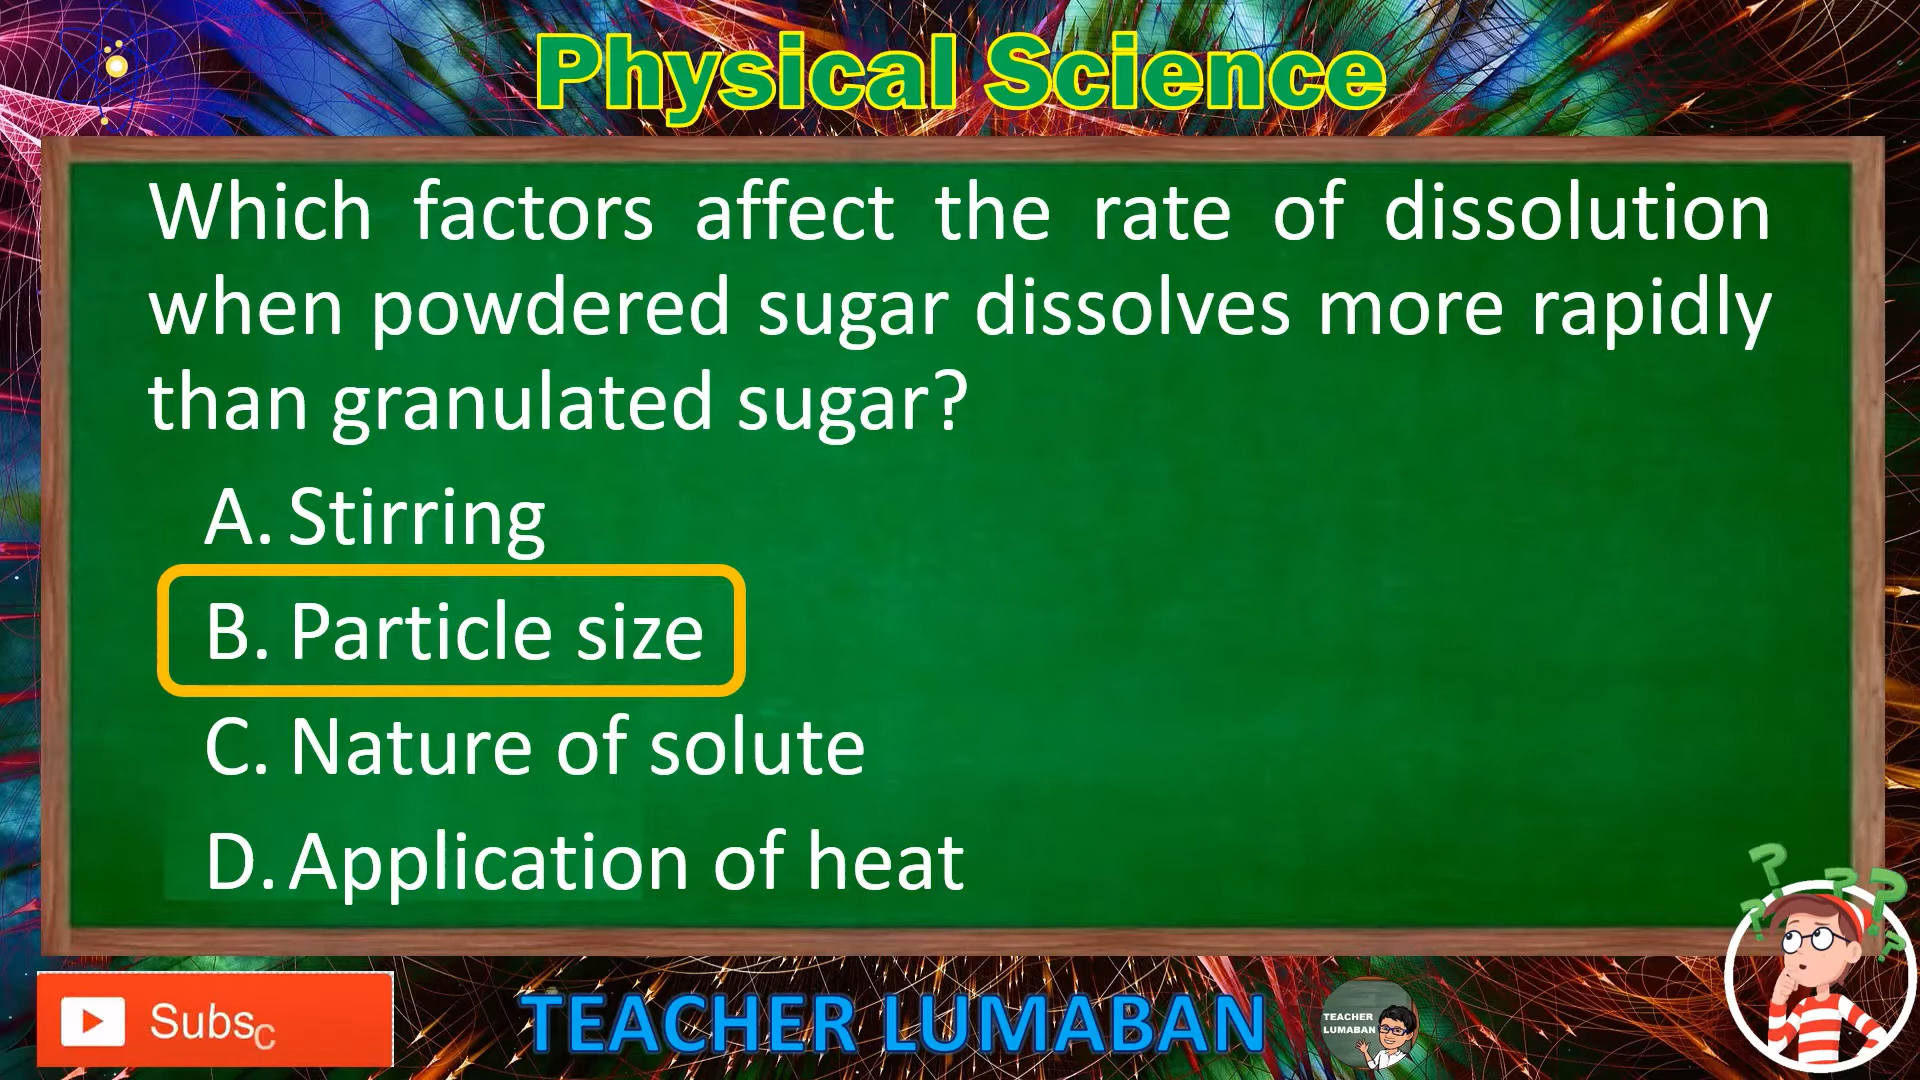 Physical Science
Which factors affect the rate of dissolution
when powdered sugar dissolves more rapidly
than granulated sugar?
A. Stirring
B. Particle size
C. Nature of solute
D. Application of heat
Subsc
TEACHER LUMABAN
TEACHER
LUMABAN